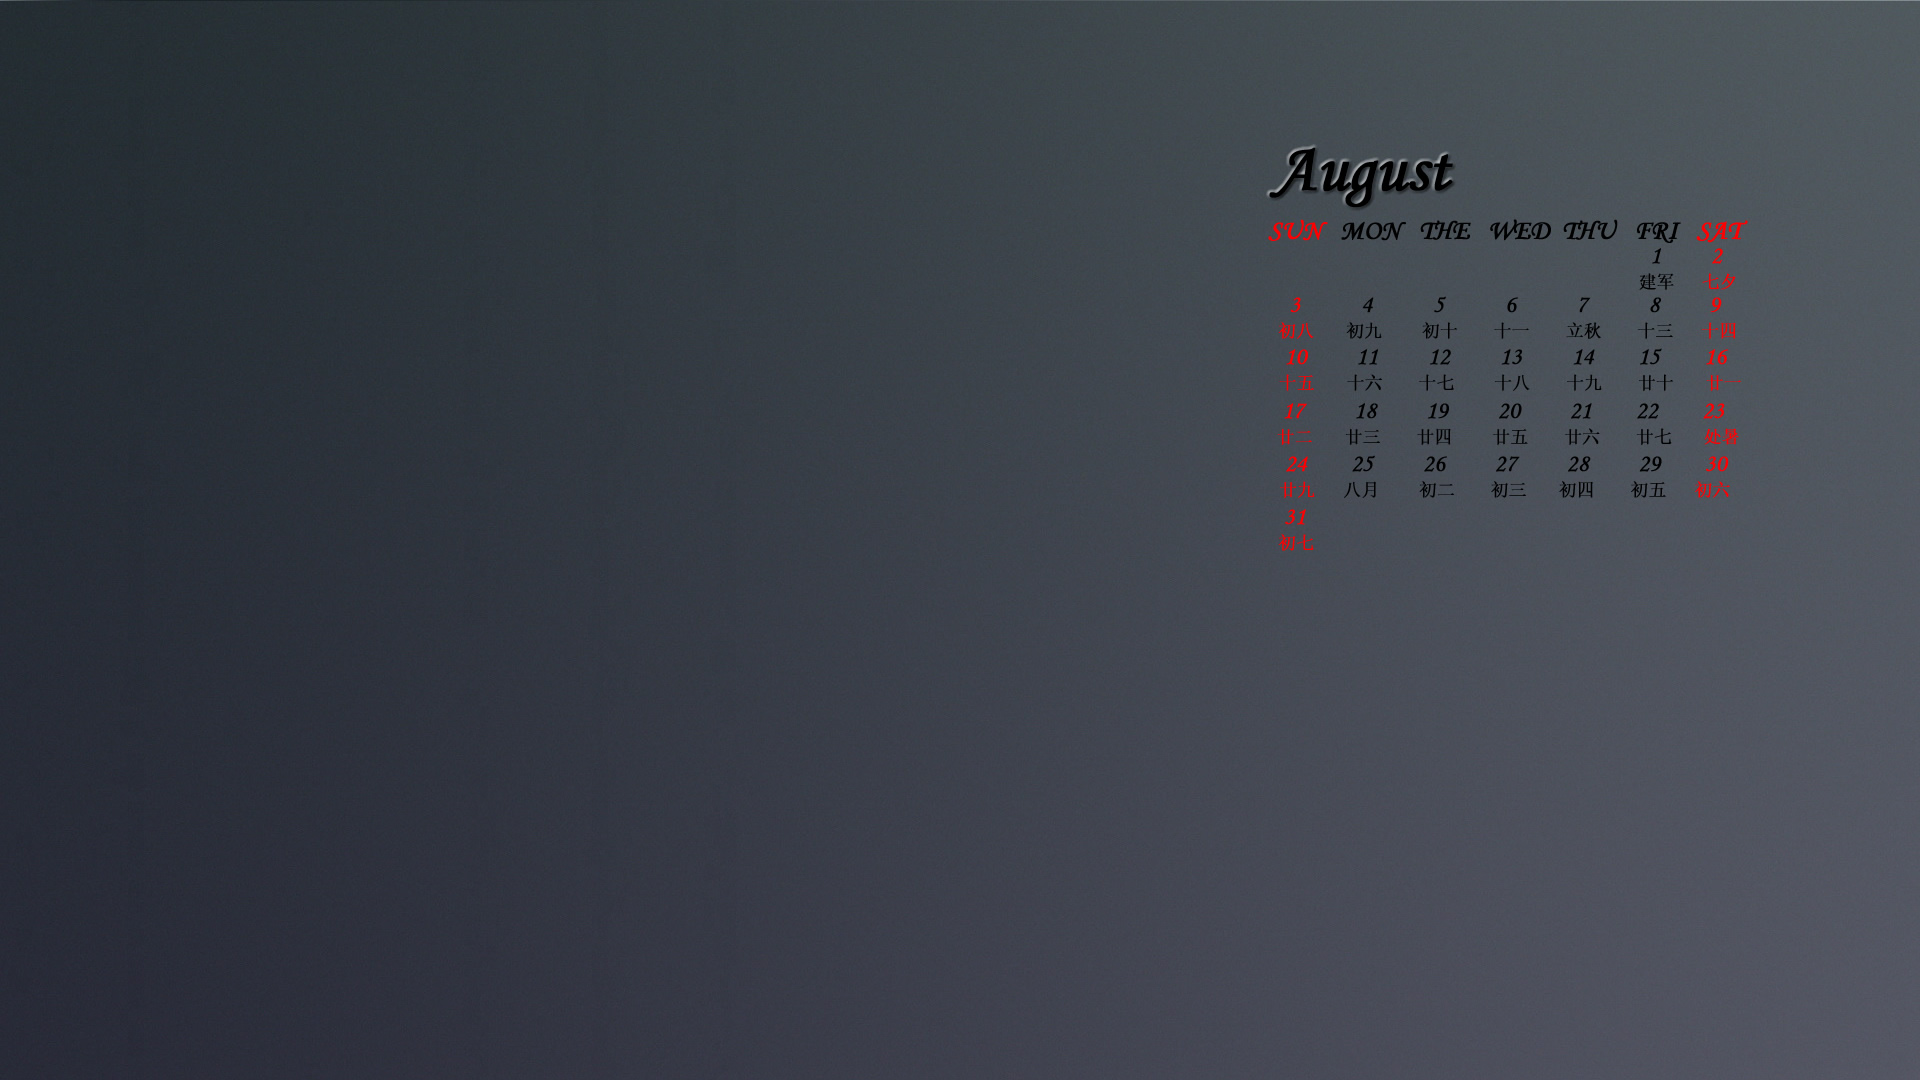 August
SUN MON THE WED THU FRI SAT
1 2
建军 七夕
3 4 5 6 7 8 9
初八 初九 初十 十一 立秋 十三 十四
10 11 12 13 14 15 16
十五 十六 十七 十八 十九 廿十 廿
17 18 19 20 21 22 23
廿二 廿三 廿四 廿五 廿六 廿七 处暑
24 25 26 27 28 29 30
廿九 八月 初二 初三 初四 初五 初六
31
初七